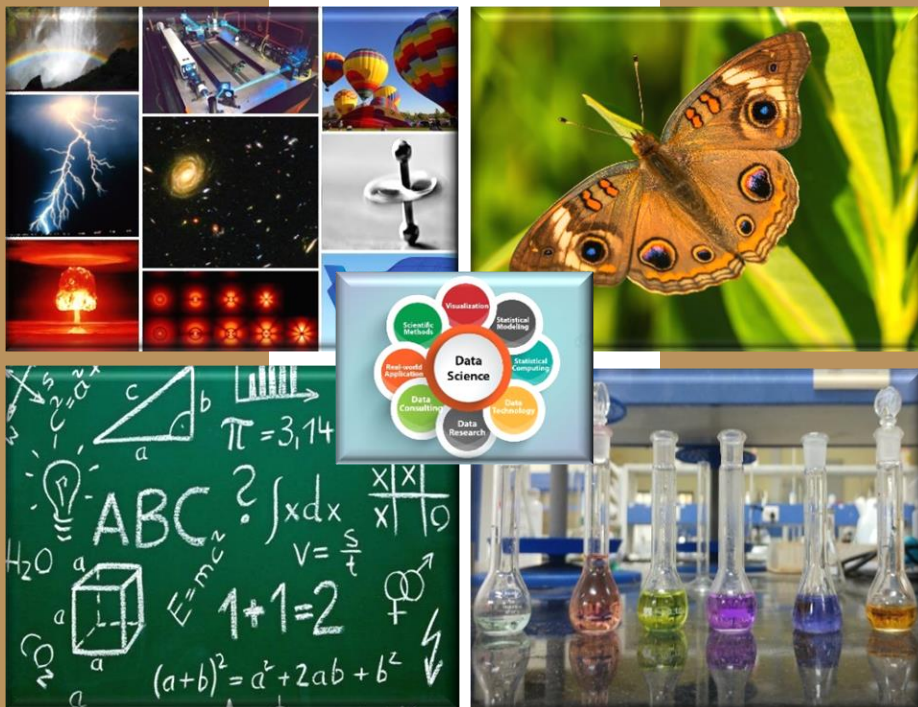 Visualization
Scientific
Methods
Statistical
Modeling
Data
Science
Real-world
Application
Statistical
Computing
Data
Consulting
Data
Technology
Data
Research
c
b
a
π = 3,14
ABC
?
∫xdx
X X
X O
v = s/t
H₂O
a
a
a
E=mc²
1+1=2
CO₂
(a+b)² = a² + 2ab + b²
a